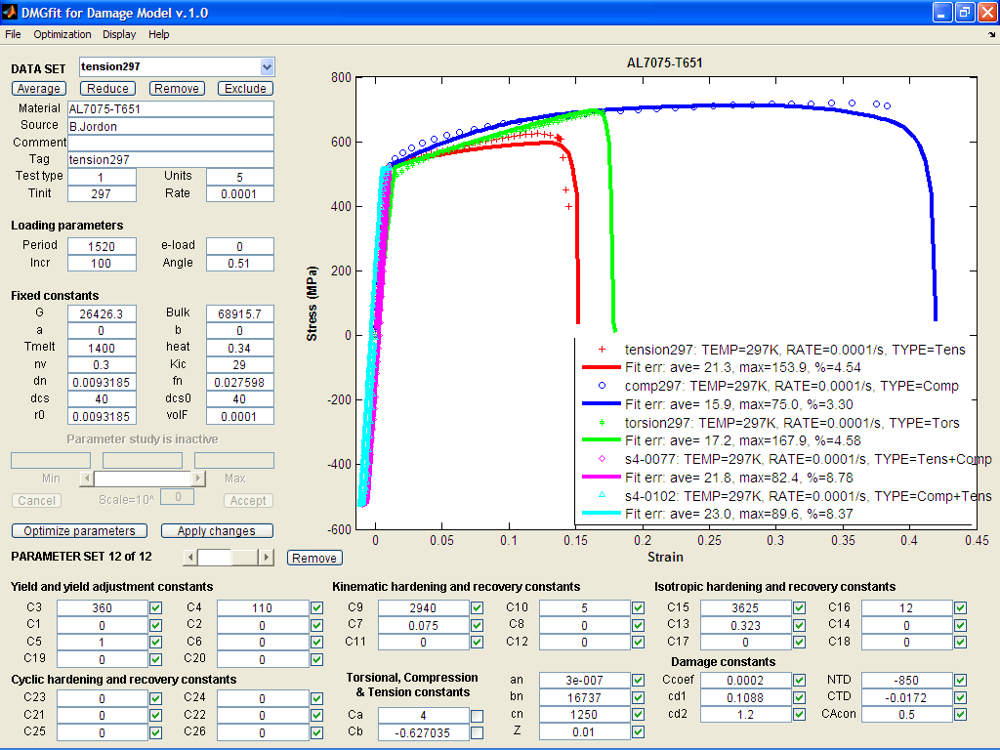 DMGfit for Damage Model v.1.0
File Optimization Display Help
DATA SET tension297
Average Reduce Remove Exclude
Material AL7075-T651
Source B.Jordon
Comment
Tag tension297
Test type 1 Units 5
Tinit 297 Rate 0.0001
Loading parameters
Period 1520 e-load 0
Incr 100 Angle 0.51
Fixed constants
G 26426.3 Bulk 68915.7
a 0 b 0
Tmelt 1400 heat 0.34
nv 0.3 Kic 29
dn 0.0093185 fn 0.027598
dcs 40 dcs0 40
r0 0.0093185 volF 0.0001
Parameter study is inactive
Min Max
Cancel Scale=10^ 0 Accept
Optimize parameters Apply changes
PARAMETER SET 12 of 12 Remove
AL7075-T651
800
600
400
200
0
-200
-400
-600
Stress (MPa)
0 0.05 0.1 0.15 0.2 0.25 0.3 0.35 0.4 0.45
Strain
tension297: TEMP=297K, RATE=0.0001/s, TYPE=Tens
Fit err: ave= 21.3, max=153.9, %=4.54
comp297: TEMP=297K, RATE=0.0001/s, TYPE=Comp
Fit err: ave= 15.9, max=75.0, %=3.30
torsion297: TEMP=297K, RATE=0.0001/s, TYPE=Tors
Fit err: ave= 17.2, max=167.9, %=4.58
s4-0077: TEMP=297K, RATE=0.0001/s, TYPE=Tens+Comp
Fit err: ave= 21.8, max=82.4, %=8.78
s4-0102: TEMP=297K, RATE=0.0001/s, TYPE=Comp+Tens
Fit err: ave= 23.0, max=89.6, %=8.37
Yield and yield adjustment constants
C3 360 C4 110
C1 0 C2 0
C5 1 C6 0
C19 0 C20 0
Cyclic hardening and recovery constants
C23 0 C24 0
C21 0 C22 0
C25 0 C26 0
Kinematic hardening and recovery constants
C9 2940 C10 5
C7 0.075 C8 0
C11 0 C12 0
Torsional, Compression
& Tension constants
Ca 4
Cb -0.627035
an 3e-007
bn 16737
cn 1250
Z 0.01
Isotropic hardening and recovery constants
C15 3625 C16 12
C13 0.323 C14 0
C17 0 C18 0
Damage constants
Ccoef 0.0002 NTD -850
cd1 0.1088 CTD -0.0172
cd2 1.2 CAcon 0.5